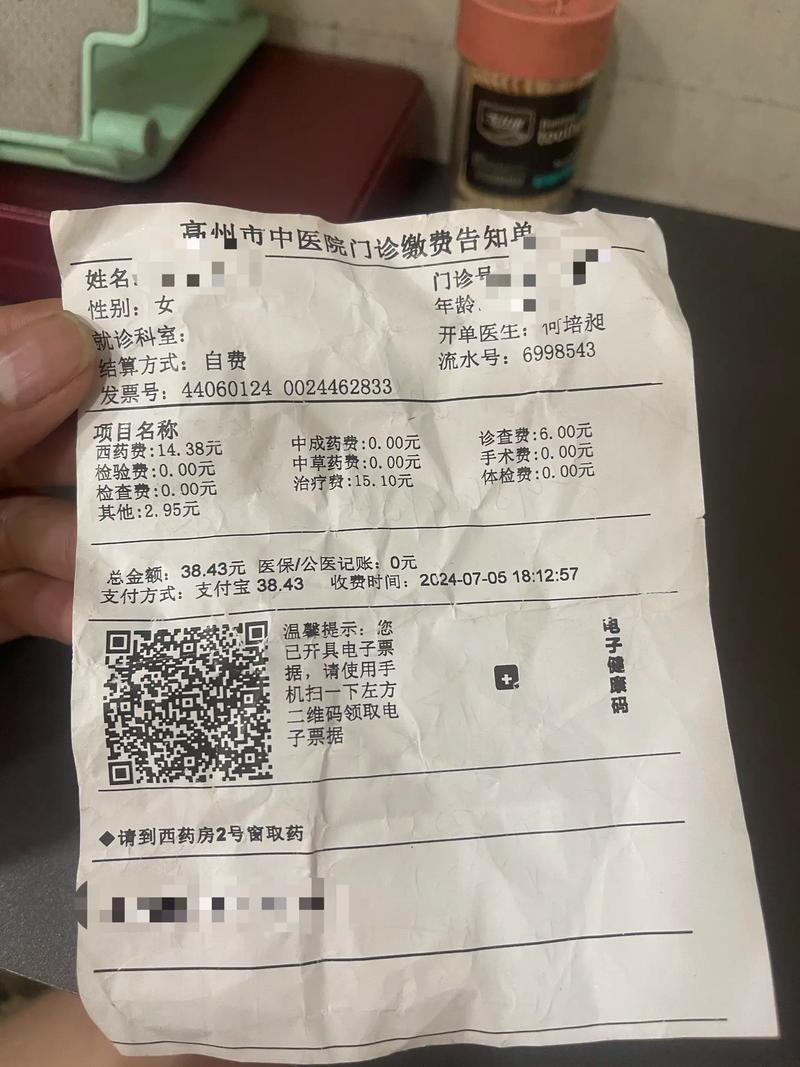 亳州市中医院门诊缴费告知单
姓名: 门诊号
性别: 女 年龄
就诊科室: 开单医生: 何培昶
结算方式: 自费 流水号: 6998543
发票号: 44060124 0024462833
项目名称
西药费:14.38元 中成药费:0.00元 诊查费:6.00元
检验费:0.00元 中草药费:0.00元 手术费:0.00元
检查费:0.00元 治疗费:15.10元 体检费:0.00元
其他:2.95元
总金额: 38.43元 医保/公医记账: 0元
支付方式: 支付宝 38.43 收费时间: 2024-07-05 18:12:57
温馨提示: 您
已开具电子票
据, 请使用手
机扫一下左方
二维码领取电
子票据
电子健康码
◆请到西药房2号窗取药